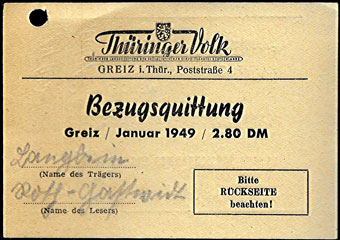 Thüringer Volk
GREIZ i. Thür., Poststraße 4
Bezugsquittung
Greiz / Januar 1949 / 2.80 DM
Langbein
(Name des Trägers)
Roth-
(Name des Lesers)
Bitte
RÜCKSEITE
beachten!